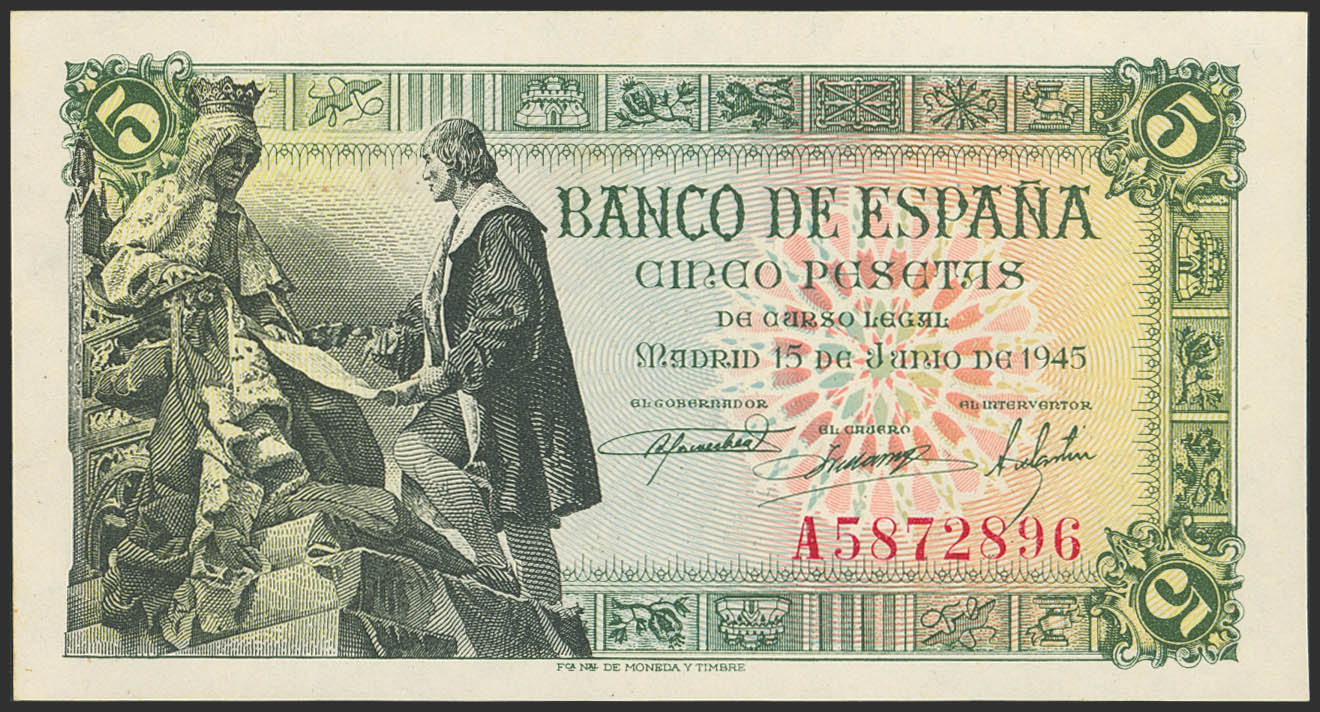 5 5
BANCO DE ESPAÑA
CINCO PESETAS
DE CURSO LEGAL
MADRID 15 DE JUNIO DE 1945
EL GOBERNADOR EL INTERVENTOR
EL CAJERO
A5872896
5
FCA. NAL. DE MONEDA Y TIMBRE